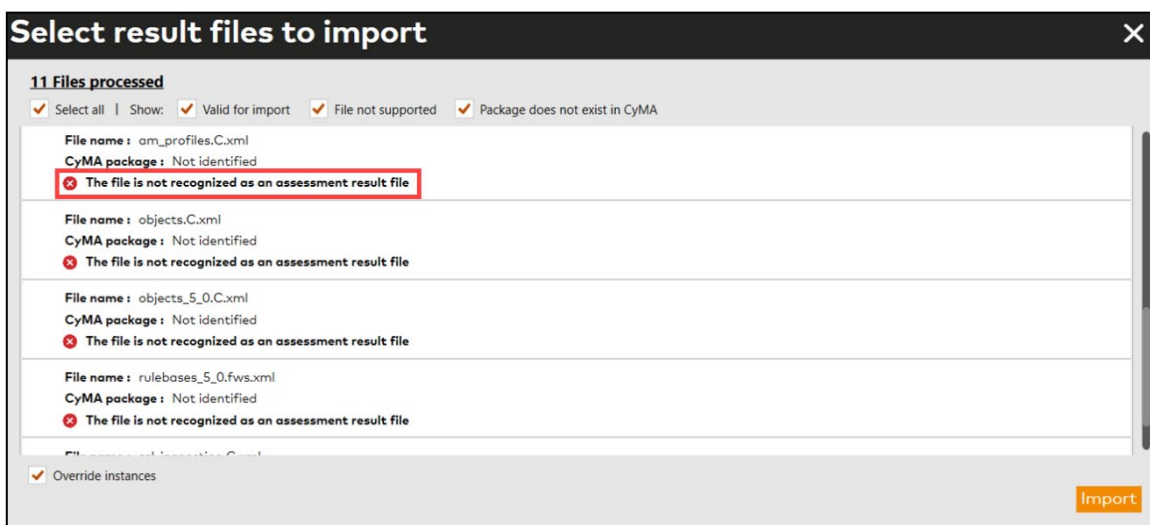 Select result files to import
11 Files processed
Select all | Show: Valid for import File not supported Package does not exist in CyMA
File name : am_profiles.C.xml
CyMA package : Not identified
The file is not recognized as an assessment result file
File name : objects.C.xml
CyMA package : Not identified
The file is not recognized as an assessment result file
File name : objects_5_0.C.xml
CyMA package : Not identified
The file is not recognized as an assessment result file
File name : rulebases_5_0.fws.xml
CyMA package : Not identified
The file is not recognized as an assessment result file
Override instances
Import